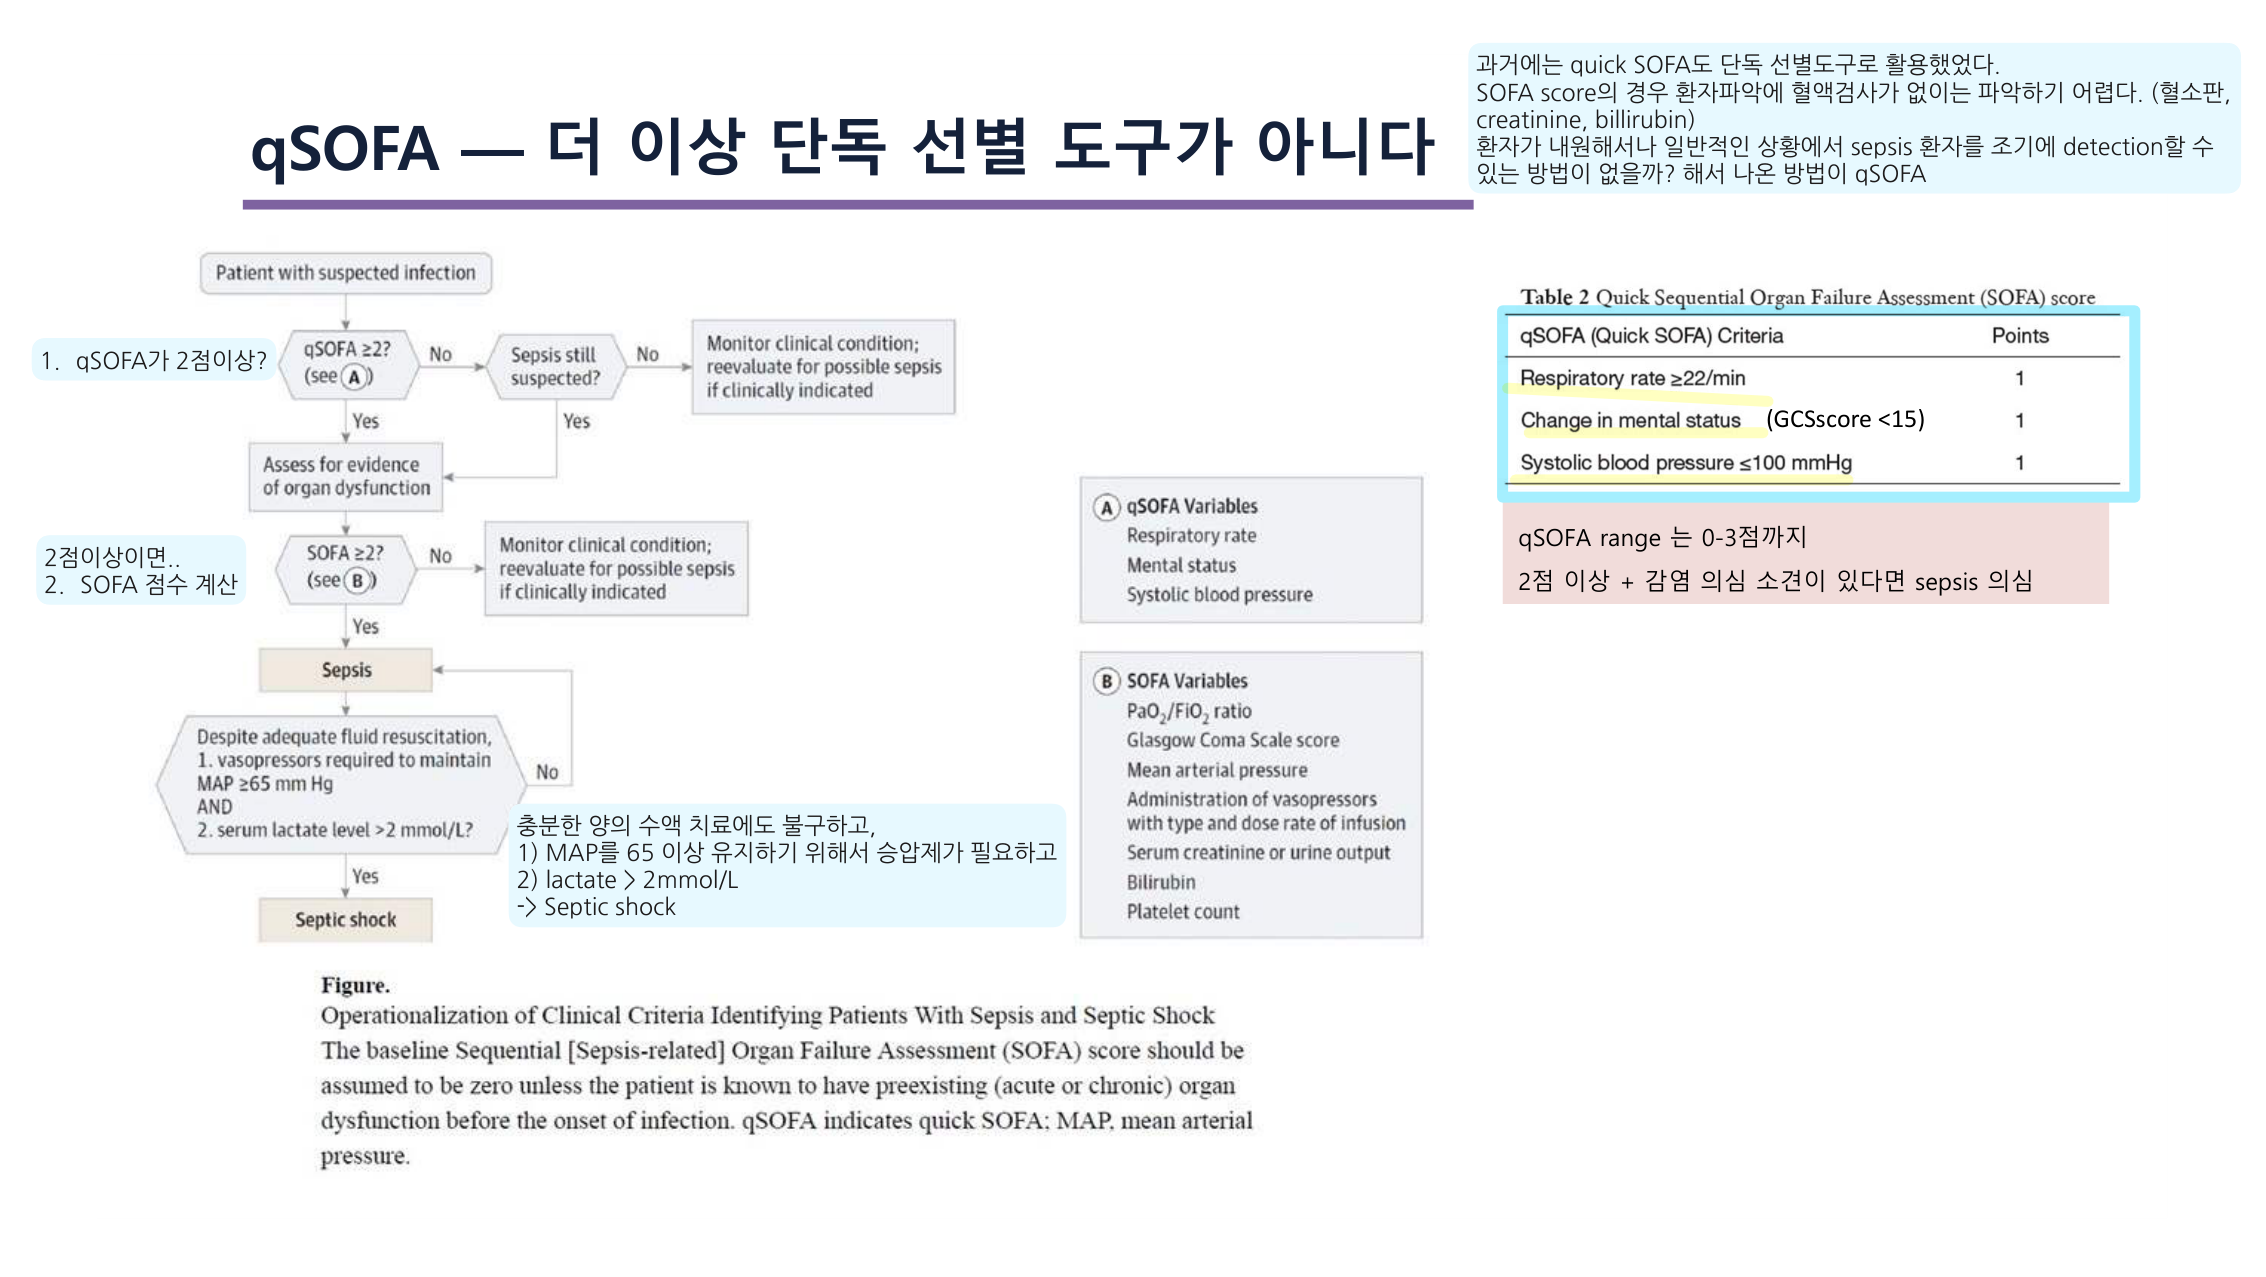 과거에는 quick SOFA도 단독 선별도구로 활용했었다.
SOFA score의 경우 환자파악에 혈액검사가 없이는 파악하기 어렵다. (혈소판,
creatinine, billirubin)
환자가 내원해서나 일반적인 상황에서 sepsis 환자를 조기에 detection할 수
있는 방법이 없을까? 해서 나온 방법이 qSOFA
qSOFA — 더 이상 단독 선별 도구가 아니다
Patient with suspected infection
1. qSOFA가 2점이상?
qSOFA ≥2?
(see A)
No
Sepsis still
suspected?
No
Monitor clinical condition;
reevaluate for possible sepsis
if clinically indicated
Yes
Yes
Assess for evidence
of organ dysfunction
2점이상이면..
2. SOFA 점수 계산
SOFA ≥2?
(see B)
No
Monitor clinical condition;
reevaluate for possible sepsis
if clinically indicated
Yes
Sepsis
Despite adequate fluid resuscitation,
1. vasopressors required to maintain
MAP ≥65 mm Hg
AND
2. serum lactate level >2 mmol/L?
No
충분한 양의 수액 치료에도 불구하고,
1) MAP를 65 이상 유지하기 위해서 승압제가 필요하고
2) lactate > 2mmol/L
-> Septic shock
Yes
Septic shock
A qSOFA Variables
Respiratory rate
Mental status
Systolic blood pressure
B SOFA Variables
PaO2/FiO2 ratio
Glasgow Coma Scale score
Mean arterial pressure
Administration of vasopressors
with type and dose rate of infusion
Serum creatinine or urine output
Bilirubin
Platelet count
Table 2 Quick Sequential Organ Failure Assessment (SOFA) score
qSOFA (Quick SOFA) Criteria Points
Respiratory rate ≥22/min 1
Change in mental status (GCSscore <15) 1
Systolic blood pressure ≤100 mmHg 1
qSOFA range 는 0-3점까지
2점 이상 + 감염 의심 소견이 있다면 sepsis 의심
Figure.
Operationalization of Clinical Criteria Identifying Patients With Sepsis and Septic Shock
The baseline Sequential [Sepsis-related] Organ Failure Assessment (SOFA) score should be
assumed to be zero unless the patient is known to have preexisting (acute or chronic) organ
dysfunction before the onset of infection. qSOFA indicates quick SOFA; MAP, mean arterial
pressure.